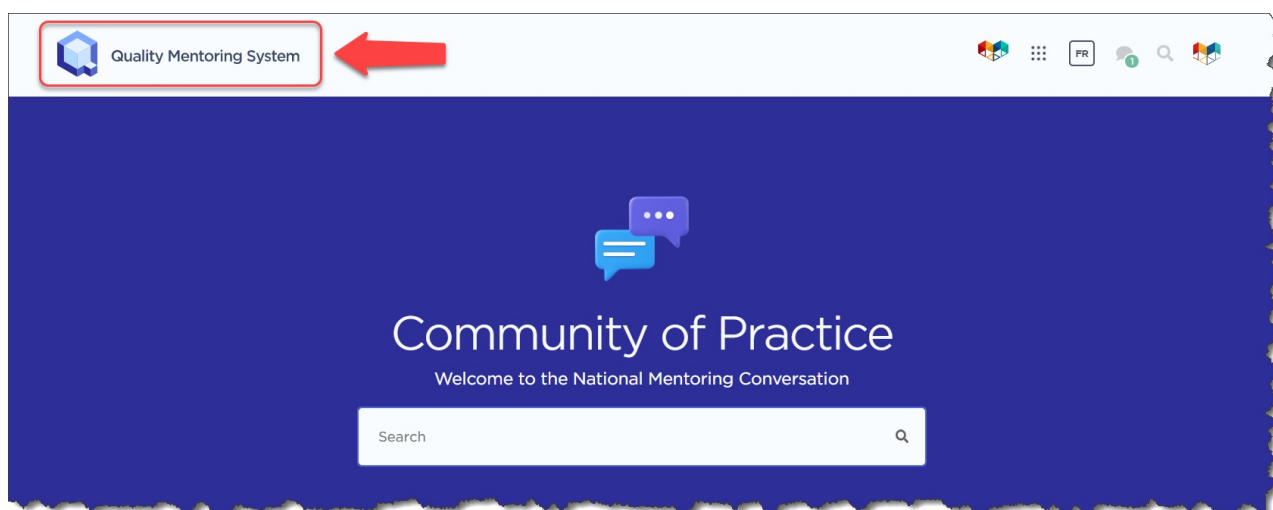 Quality Mentoring System
FR
1
Community of Practice
Welcome to the National Mentoring Conversation
Search